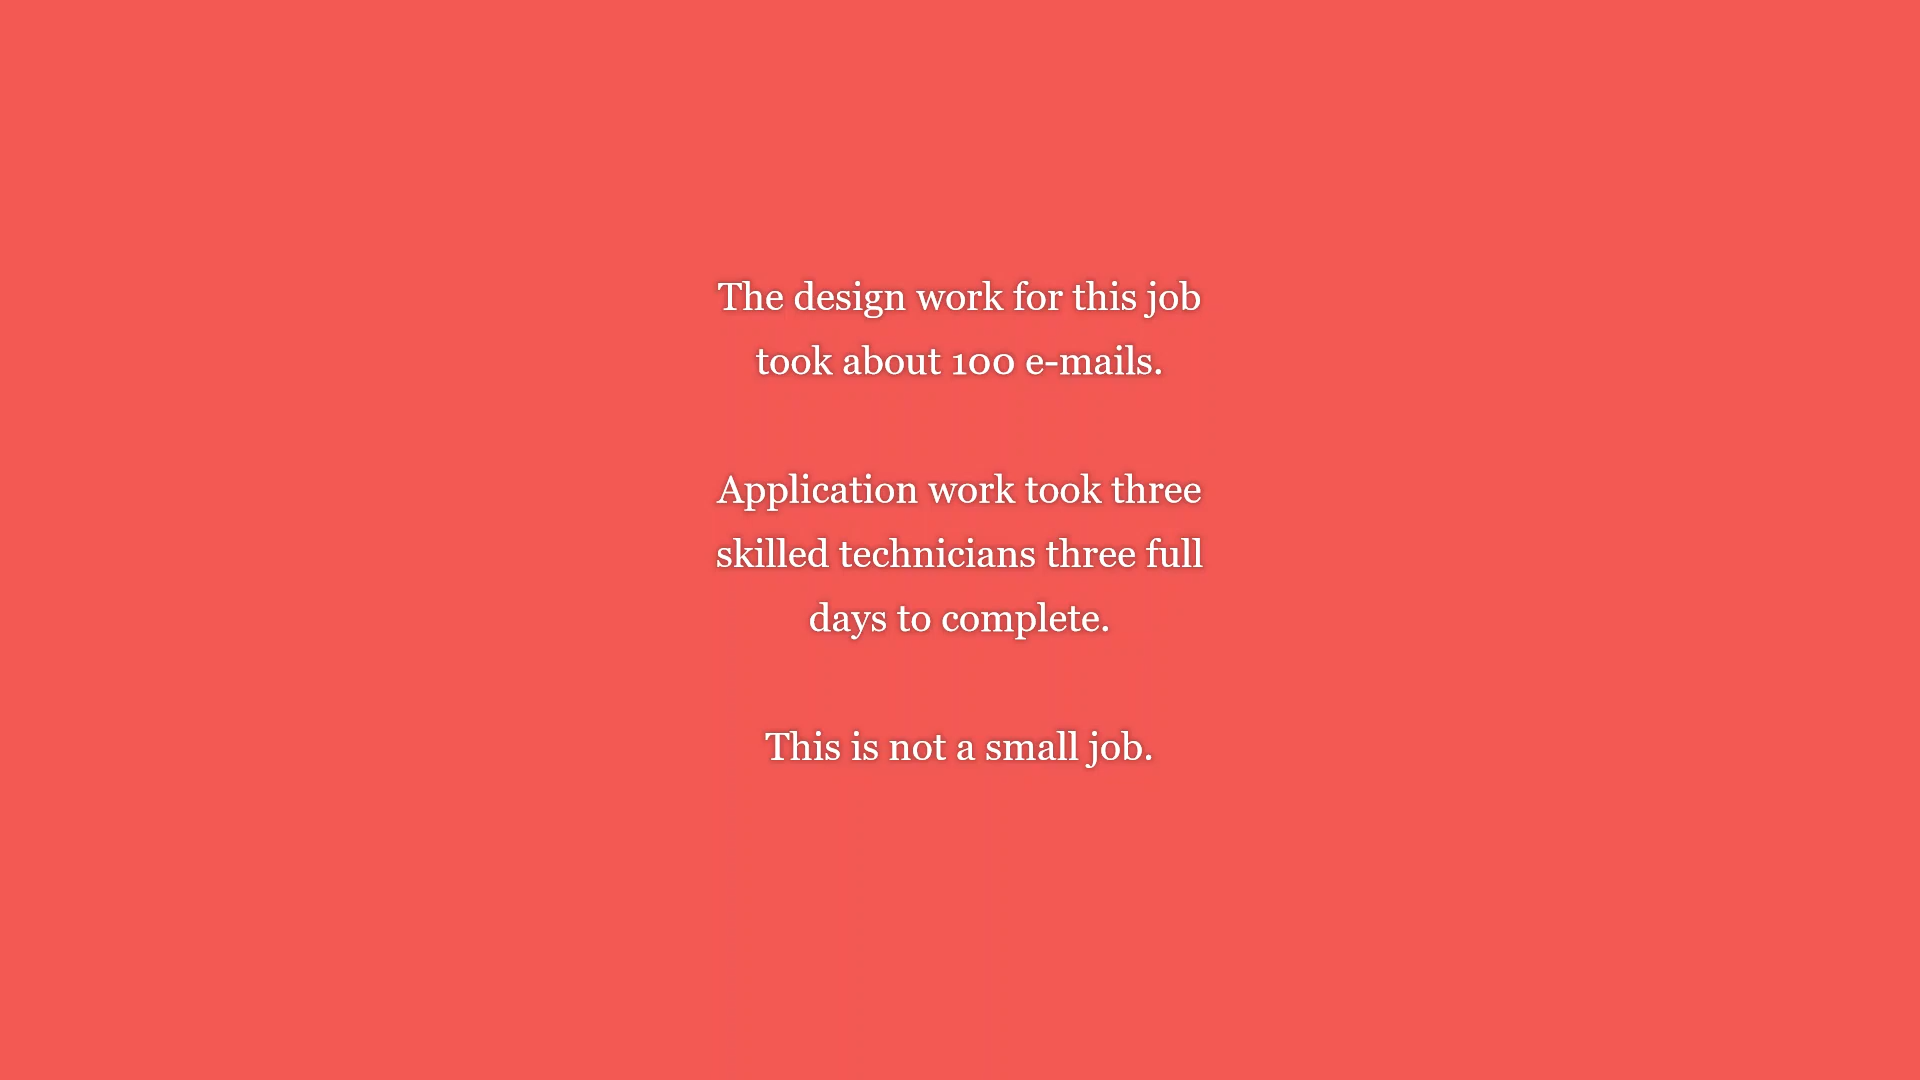 The design work for this job
took about 100 e-mails.
Application work took three
skilled technicians three full
days to complete.
This is not a small job.